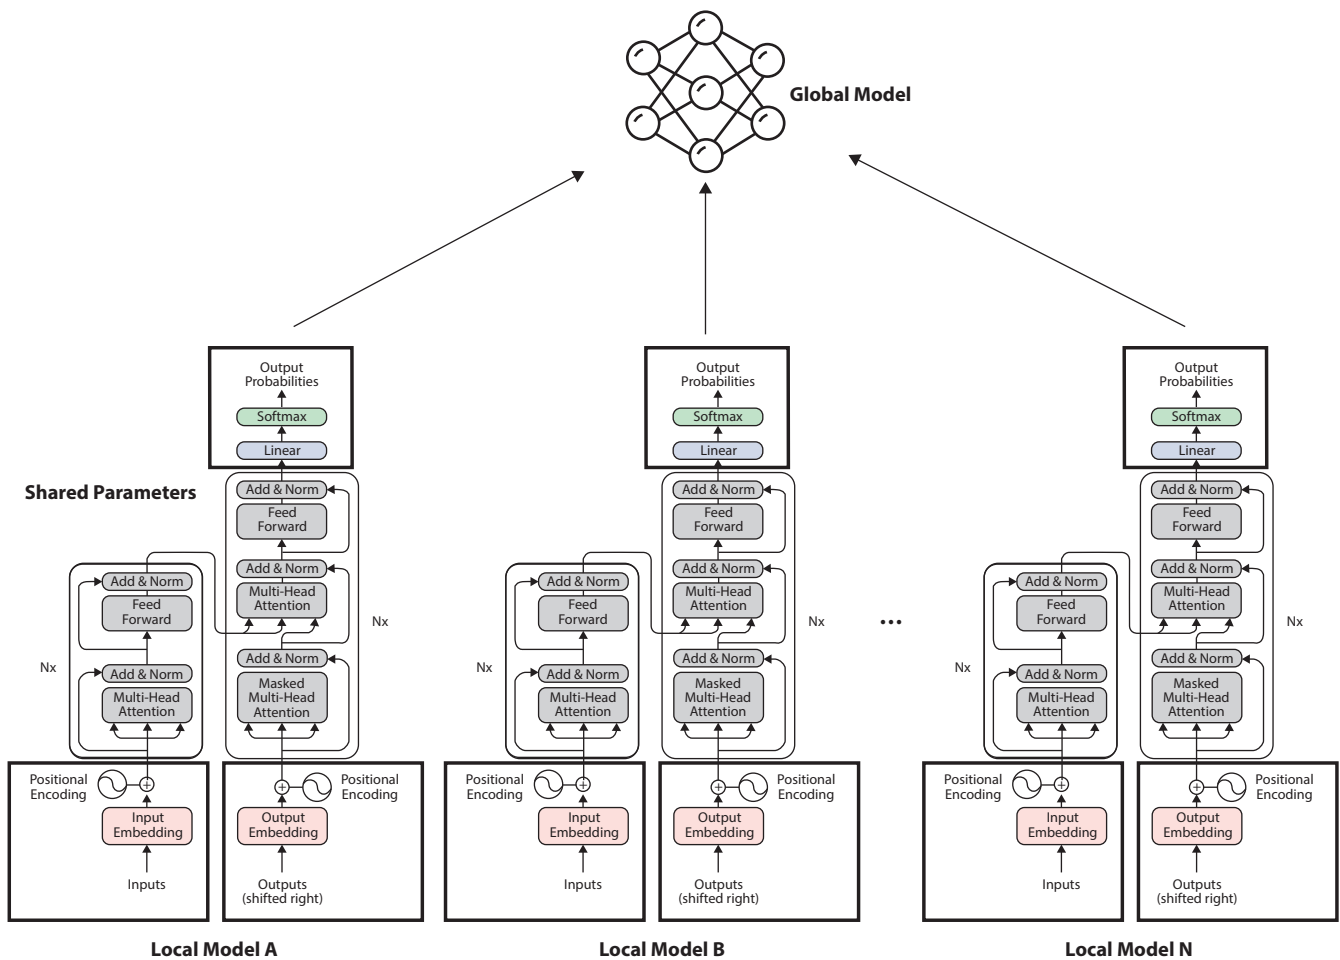 Global Model
Output
Probabilities
Softmax
Linear
Shared Parameters
Add & Norm
Feed
Forward
Add & Norm
Multi-Head
Attention
Nx
Add & Norm
Masked
Multi-Head
Attention
Add & Norm
Feed
Forward
Nx
Add & Norm
Multi-Head
Attention
Positional
Encoding
Input
Embedding
Inputs
Positional
Encoding
Output
Embedding
Outputs
(shifted right)
Local Model A
Output
Probabilities
Softmax
Linear
Add & Norm
Feed
Forward
Add & Norm
Multi-Head
Attention
Nx
Add & Norm
Masked
Multi-Head
Attention
Add & Norm
Feed
Forward
Nx
Add & Norm
Multi-Head
Attention
Positional
Encoding
Input
Embedding
Inputs
Positional
Encoding
Output
Embedding
Outputs
(shifted right)
Local Model B
...
Output
Probabilities
Softmax
Linear
Add & Norm
Feed
Forward
Add & Norm
Multi-Head
Attention
Nx
Add & Norm
Masked
Multi-Head
Attention
Add & Norm
Feed
Forward
Nx
Add & Norm
Multi-Head
Attention
Positional
Encoding
Input
Embedding
Inputs
Positional
Encoding
Output
Embedding
Outputs
(shifted right)
Local Model N